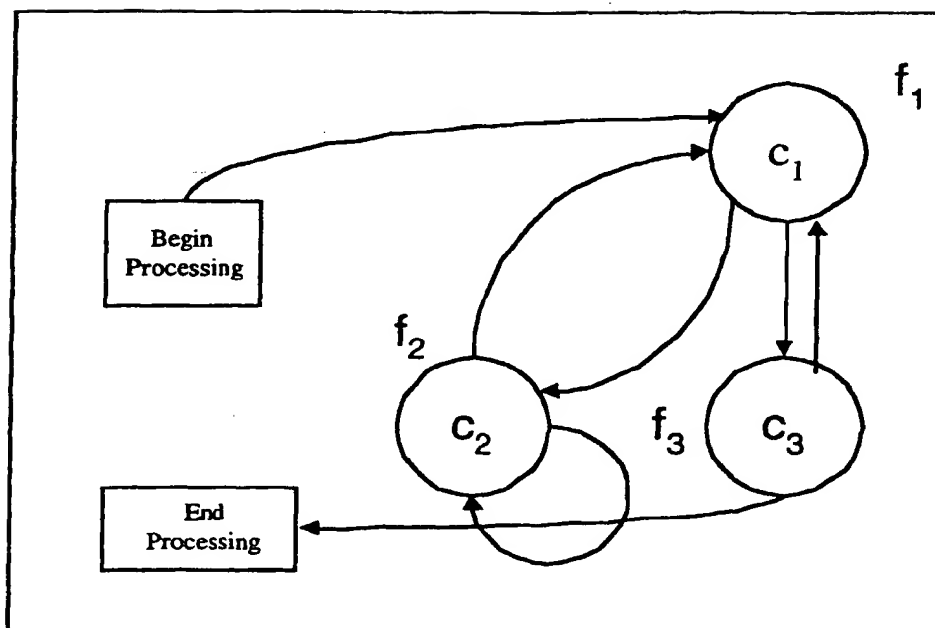 f₁
c₁
Begin
Processing
f₂
c₂
f₃
c₃
End
Processing